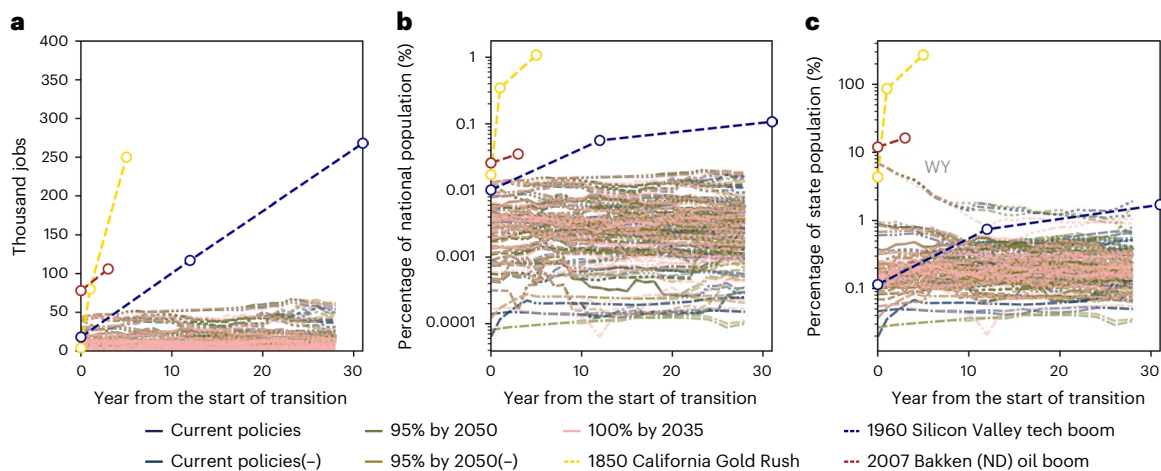 a
400
350
300
250
200
150
100
50
0
Thousand jobs
0 10 20 30
Year from the start of transition
b
1
0.1
0.01
0.001
0.0001
Percentage of national population (%)
0 10 20 30
Year from the start of transition
c
100
10
1
0.1
Percentage of state population (%)
WY
0 10 20 30
Year from the start of transition
Current policies
95% by 2050
100% by 2035
1960 Silicon Valley tech boom
Current policies(−)
95% by 2050(−)
1850 California Gold Rush
2007 Bakken (ND) oil boom